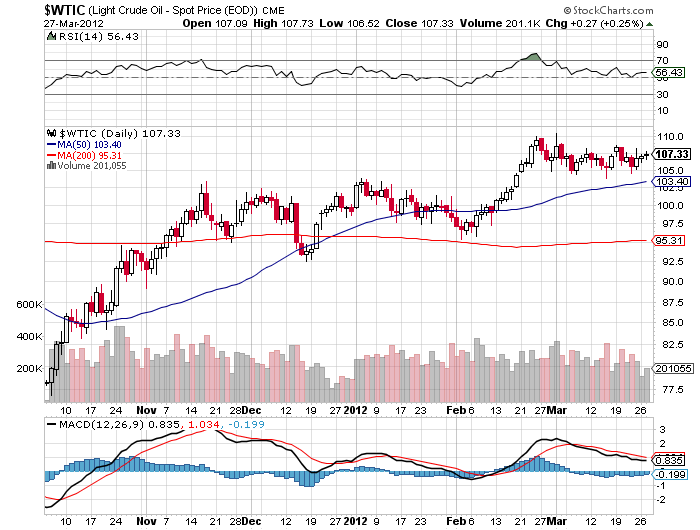 $WTIC (Light Crude Oil - Spot Price (EOD)) CME © StockCharts.com
27-Mar-2012 Open 107.09 High 107.73 Low 106.52 Close 107.33 Volume 201.1K Chg +0.27 (+0.25%)
RSI(14) 56.43
90
70
56.43
50
30
10
$WTIC (Daily) 107.33
MA(50) 103.40
MA(200) 95.31
Volume 201,055
110.0
107.33
105.0
103.40
100.0
97.5
95.31
92.5
90.0
87.5
85.0
82.5
201055
77.5
600K
400K
200K
10 17 24 Nov 7 14 21 28 Dec 12 19 27 2012 9 17 23 Feb 6 13 21 27 Mar 12 19 26
MACD(12,26,9) 0.835, 1.034, -0.199
3
2
0.835
-0.199
-1
-2
10 17 24 Nov 7 14 21 28 Dec 12 19 27 2012 9 17 23 Feb 6 13 21 27 Mar 12 19 26